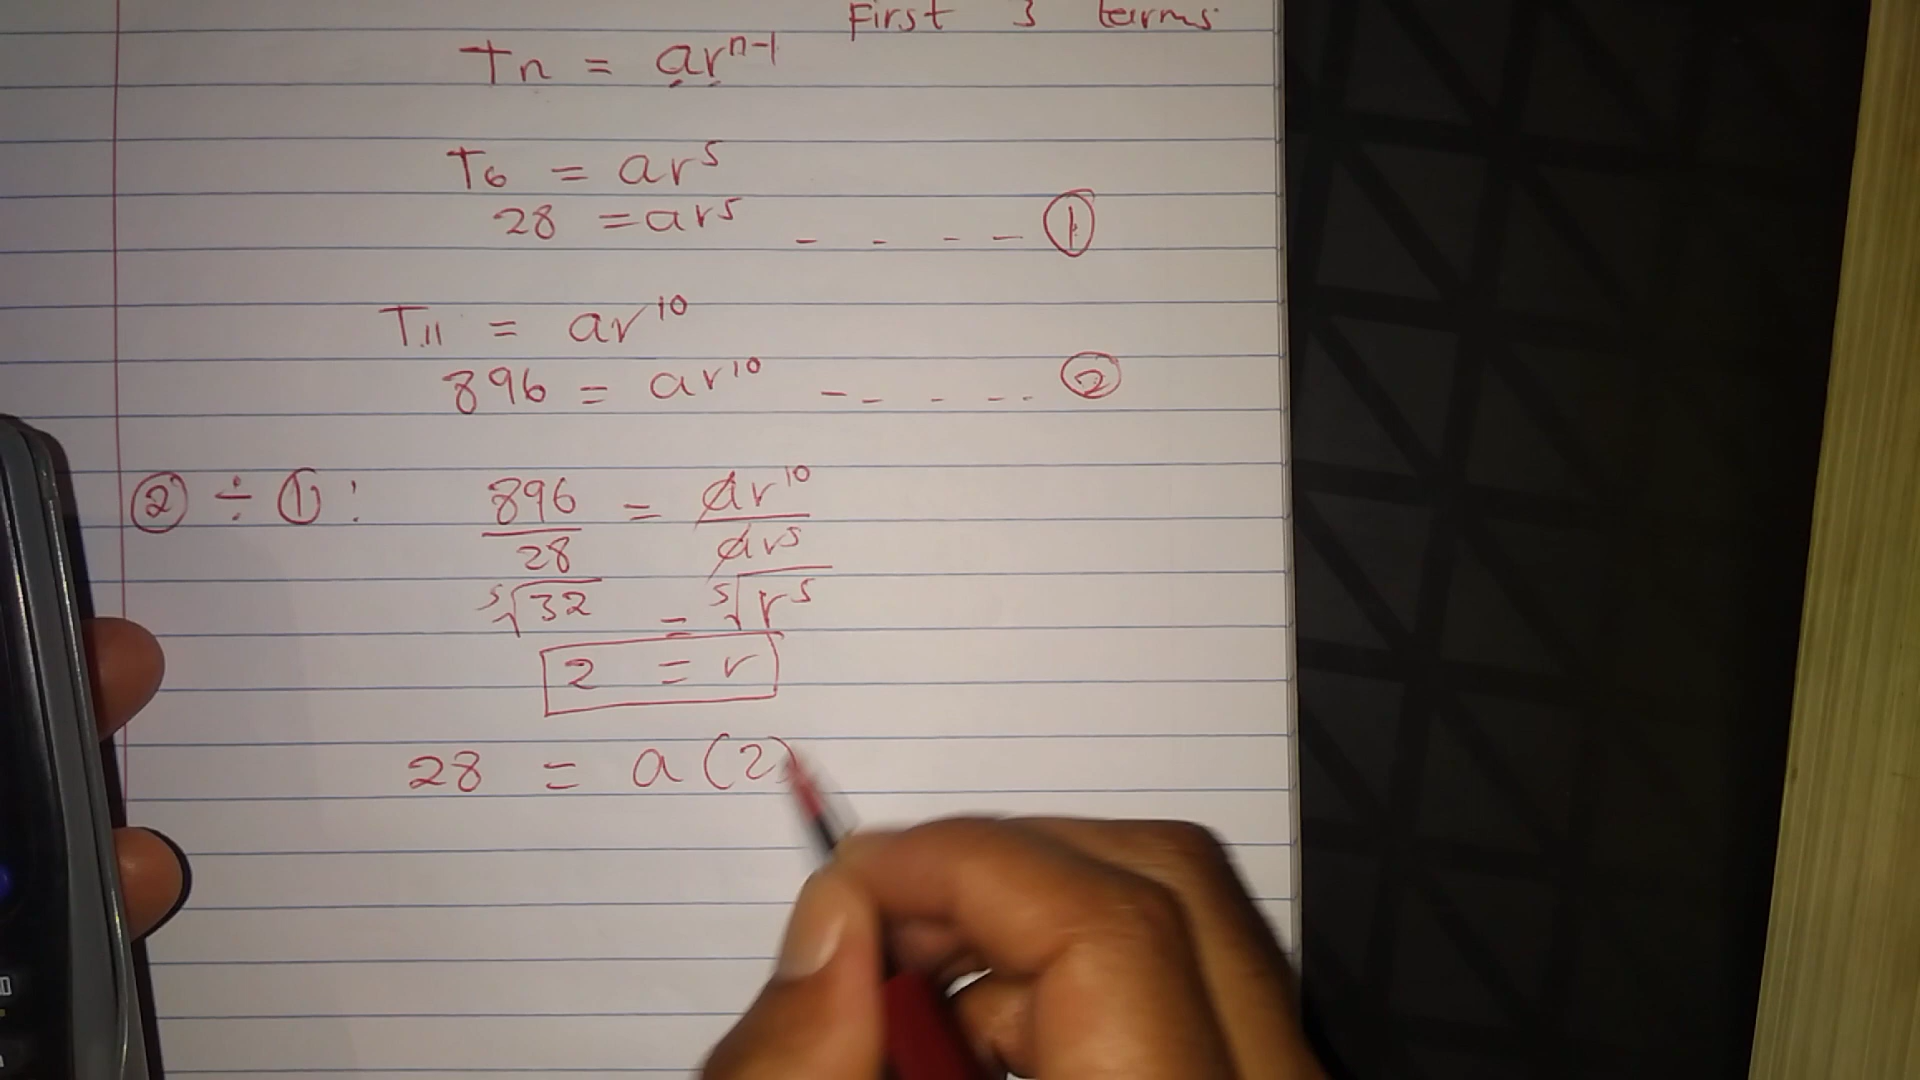 First 3 terms
Tn = ar^n-1
T6 = ar^5
28 = ar^5 - - - - ①
T11 = ar^10
896 = ar^10 - - - - - ②
② ÷ ① : 896/28 = ar^10/ar^5
⁵√32 = ⁵√r^5
2 = r
28 = a(2)